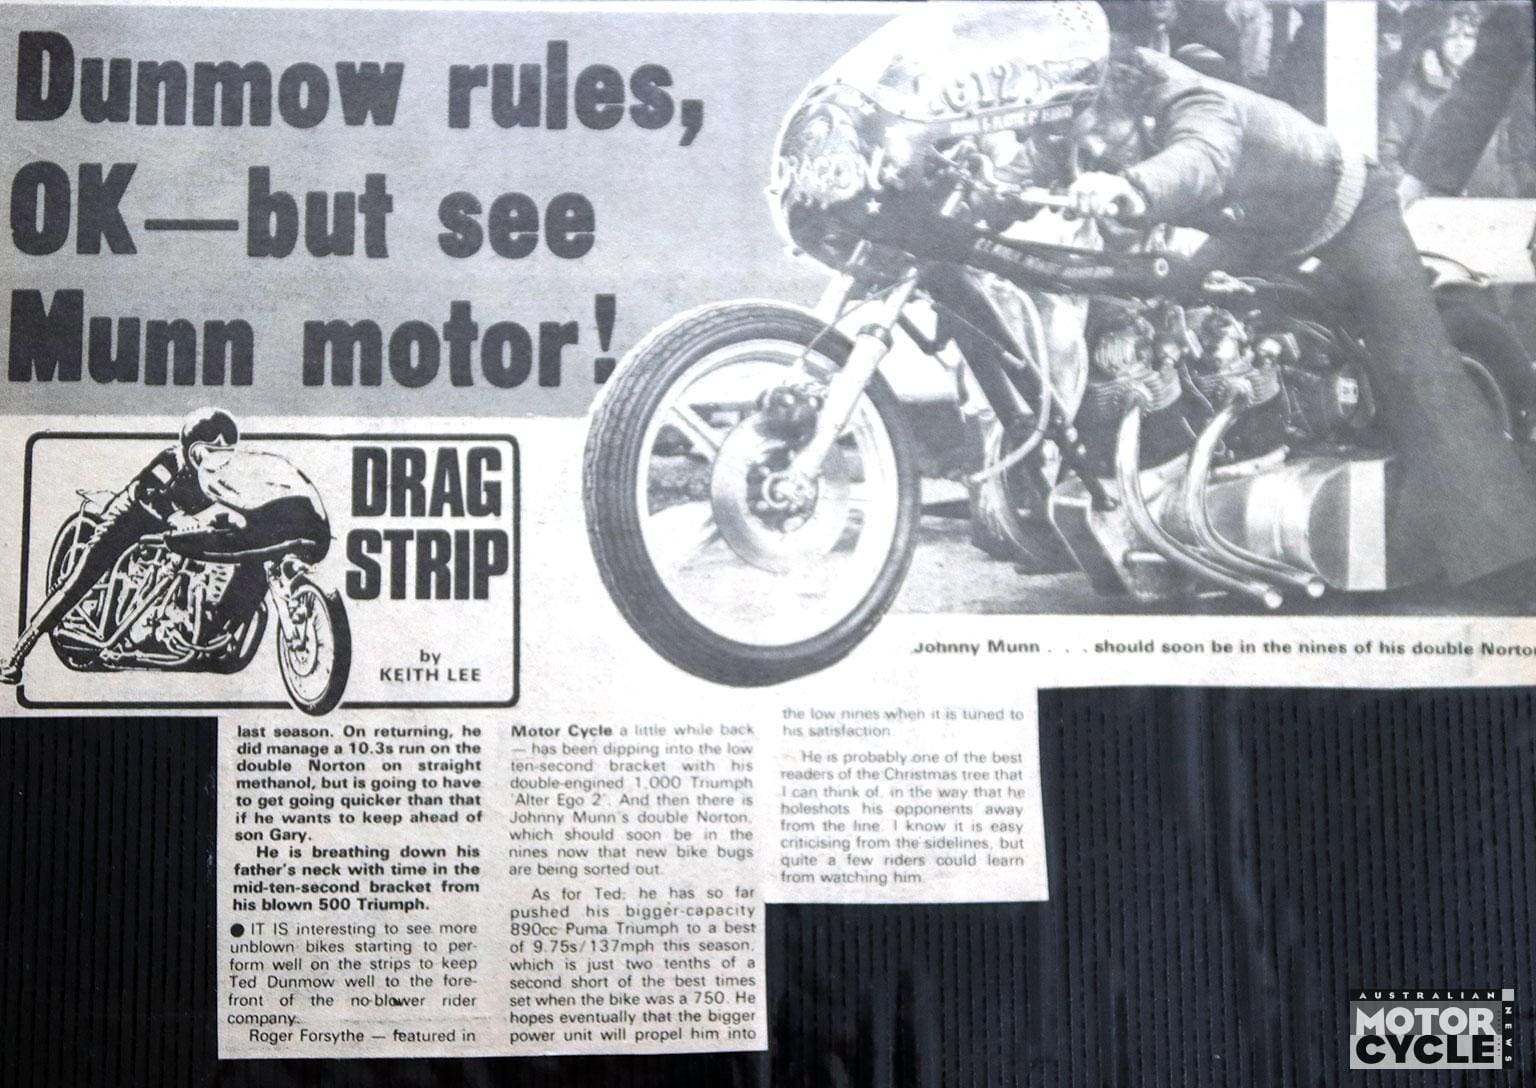 Dunmow rules,
OK—but see
Munn motor!
DRAGON
DRAG
STRIP
by
KEITH LEE
Johnny Munn . . . should soon be in the nines of his double Norton
last season. On returning, he
did manage a 10.3s run on the
double Norton on straight
methanol, but is going to have
to get going quicker than that
if he wants to keep ahead of
son Gary.
He is breathing down his
father's neck with time in the
mid-ten-second bracket from
his blown 500 Triumph.
● IT IS interesting to see more
unblown bikes starting to per-
form well on the strips to keep
Ted Dunmow well to the fore-
front of the no-blower rider
company.
Roger Forsythe — featured in
Motor Cycle a little while back
— has been dipping into the low
ten-second bracket with his
double-engined 1,000 Triumph
'Alter Ego 2'. And then there is
Johnny Munn's double Norton,
which should soon be in the
nines now that new bike bugs
are being sorted out.
As for Ted; he has so far
pushed his bigger-capacity
890cc Puma Triumph to a best
of 9.75s/137mph this season,
which is just two tenths of a
second short of the best times
set when the bike was a 750. He
hopes eventually that the bigger
power unit will propel him into
the low nines when it is tuned to
his satisfaction.
He is probably one of the best
readers of the Christmas tree that
I can think of, in the way that he
holeshots his opponents away
from the line. I know it is easy
criticising from the sidelines, but
quite a few riders could learn
from watching him.
AUSTRALIAN
MOTOR
CYCLE
NEWS